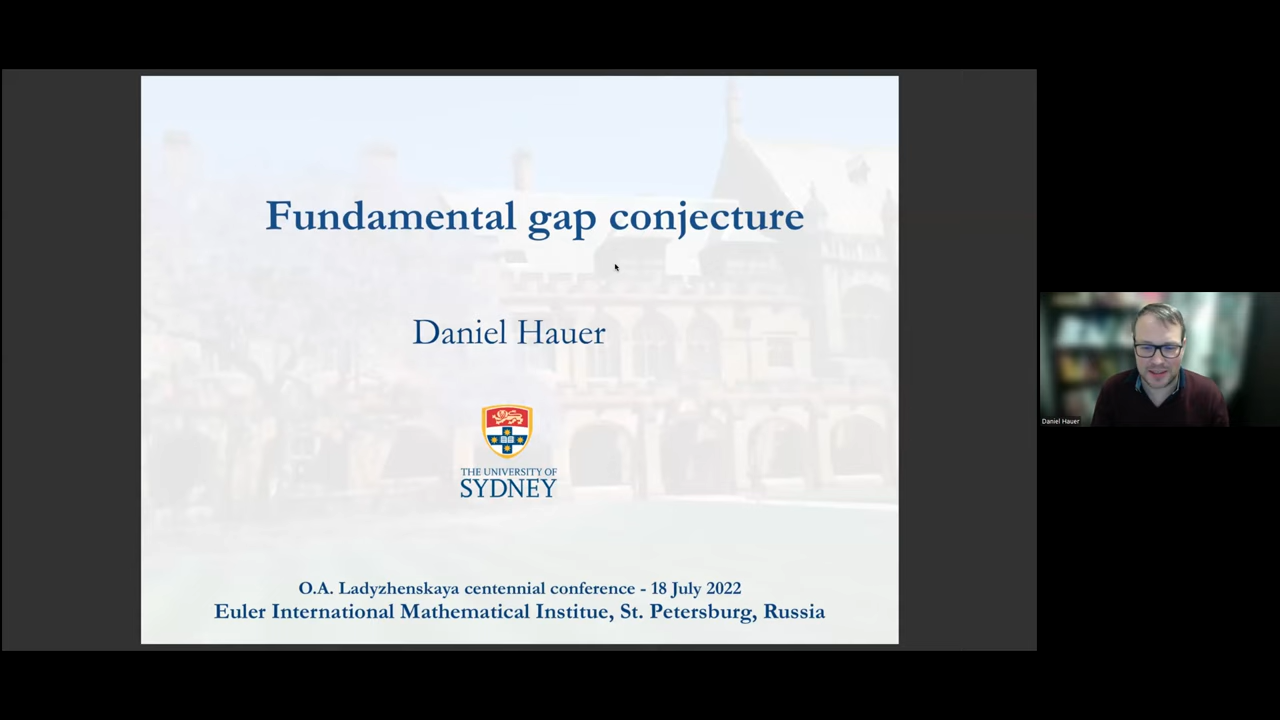 Fundamental gap conjecture
Daniel Hauer
THE UNIVERSITY OF
SYDNEY
O.A. Ladyzhenskaya centennial conference - 18 July 2022
Euler International Mathematical Institue, St. Petersburg, Russia
Daniel Hauer